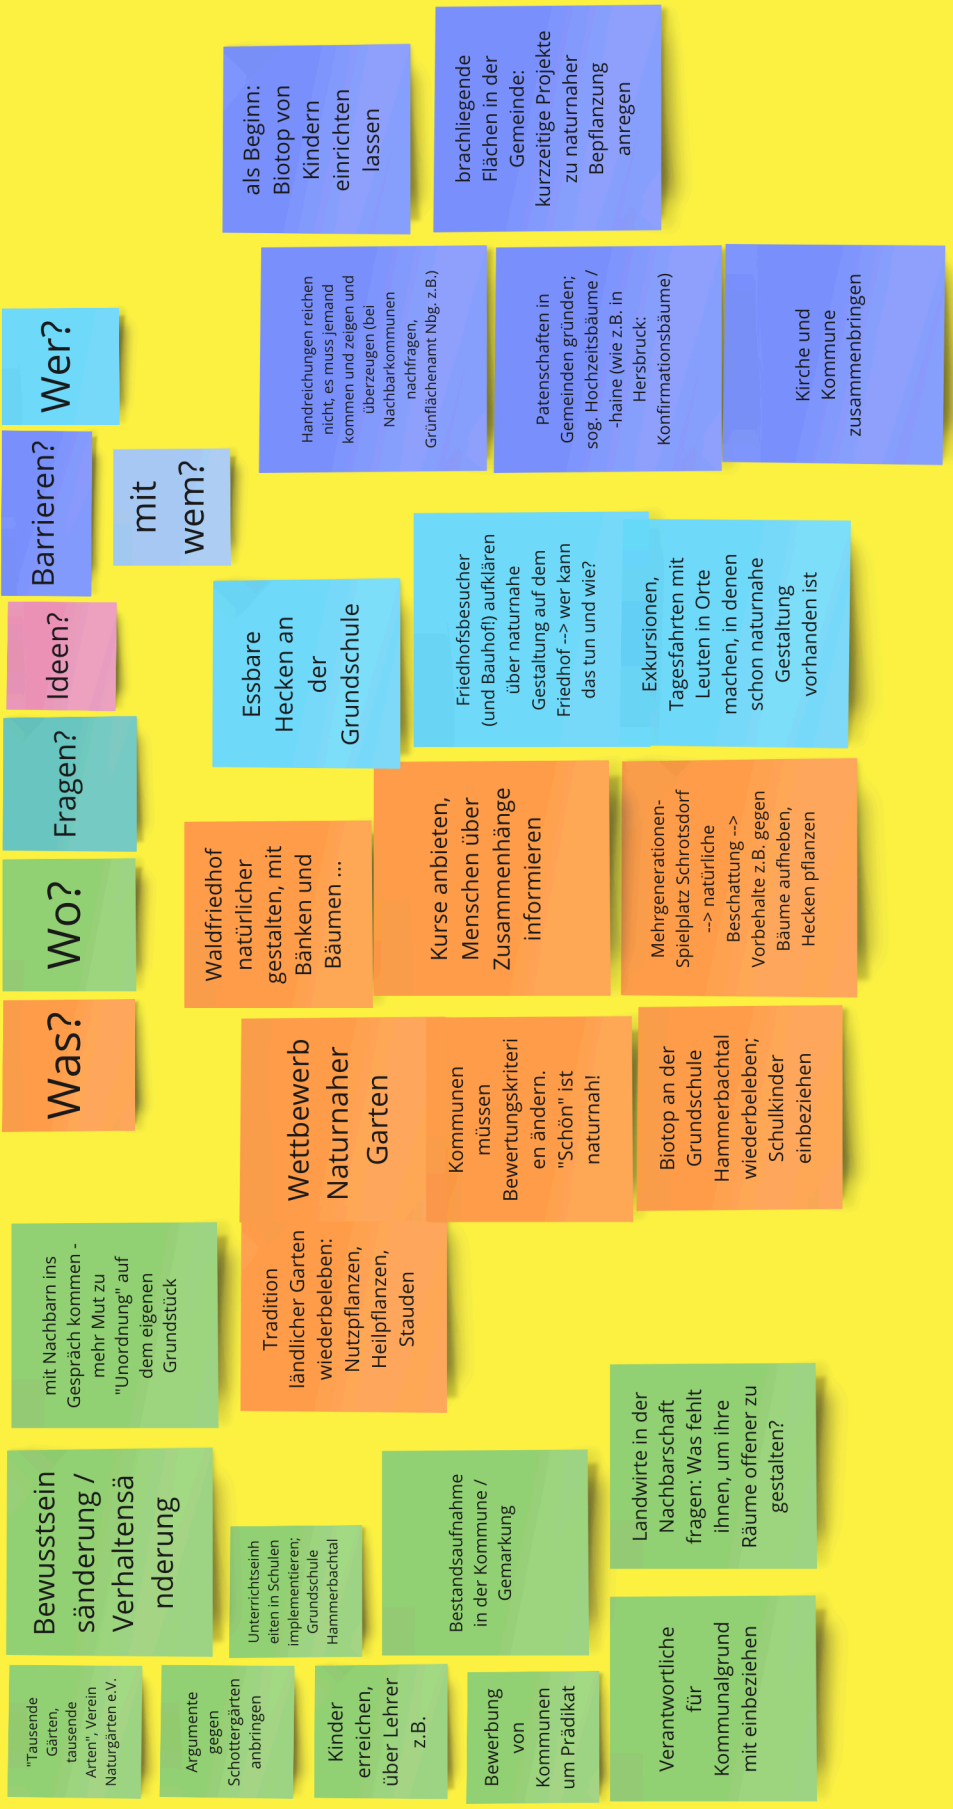 "Tausende
Gärten,
tausende
Arten", Verein
Naturgärten e.V.
Argumente
gegen
Schottergärten
anbringen
Kinder
erreichen,
über Lehrer
z.B.
Bewerbung
von
Kommunen
um Prädikat
Verantwortliche
für
Kommunalgrund
mit einbeziehen
Bewusstsein
sänderung /
Verhaltensä
nderung
Unterrichtseinh
eiten in Schulen
implementieren;
Grundschule
Hammerbachtal
Bestandsaufnahme
in der Kommune /
Gemarkung
Landwirte in der
Nachbarschaft
fragen: Was fehlt
ihnen, um ihre
Räume offener zu
gestalten?
mit Nachbarn ins
Gespräch kommen -
mehr Mut zu
"Unordnung" auf
dem eigenen
Grundstück
Was?
Wo?
Fragen?
Ideen?
Barrieren?
Wer?
mit
wem?
Tradition
ländlicher Garten
wiederbeleben:
Nutzpflanzen,
Heilpflanzen,
Stauden
Wettbewerb
Naturnaher
Garten
Kommunen
müssen
Bewertungskriteri
en ändern.
"Schön" ist
naturnah!
Biotop an der
Grundschule
Hammerbachtal
wiederbeleben;
Schulkinder
einbeziehen
Waldfriedhof
natürlicher
gestalten, mit
Bänken und
Bäumen ...
Kurse anbieten,
Menschen über
Zusammenhänge
informieren
Mehrgenerationen-
Spielplatz Schrotsdorf
--> natürliche
Beschattung -->
Vorbehalte z.B. gegen
Bäume aufheben,
Hecken pflanzen
Essbare
Hecken an
der
Grundschule
Friedhofsbesucher
(und Bauhof!) aufklären
über naturnahe
Gestaltung auf dem
Friedhof --> wer kann
das tun und wie?
Exkursionen,
Tagesfahrten mit
Leuten in Orte
machen, in denen
schon naturnahe
Gestaltung
vorhanden ist
Handreichungen reichen
nicht, es muss jemand
kommen und zeigen und
überzeugen (bei
Nachbarkommunen
nachfragen,
Grünflächenamt Nbg. z.B.)
Patenschaften in
Gemeinden gründen;
sog. Hochzeitsbäume /
-haine (wie z.B. in
Hersbruck:
Konfirmationsbäume)
Kirche und
Kommune
zusammenbringen
als Beginn:
Biotop von
Kindern
einrichten
lassen
brachliegende
Flächen in der
Gemeinde:
kurzzeitige Projekte
zu naturnaher
Bepflanzung
anregen